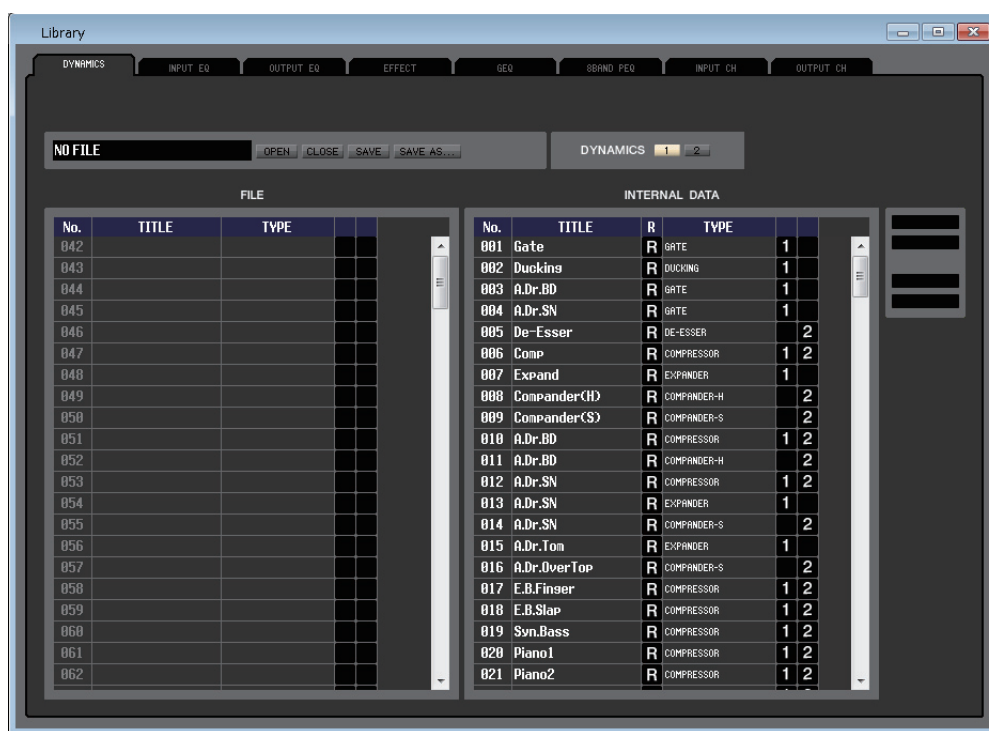 Library
DYNAMICS INPUT EQ OUTPUT EQ EFFECT GEQ 8BAND PEQ INPUT CH OUTPUT CH
NO FILE OPEN CLOSE SAVE SAVE AS... DYNAMICS 1 2
FILE INTERNAL DATA
No. TITLE TYPE No. TITLE R TYPE
042 001 Gate R GATE 1
043 002 Ducking R DUCKING 1
044 003 A.Dr.BD R GATE 1
045 004 A.Dr.SN R GATE 1
046 005 De-Esser R DE-ESSER 2
047 006 Comp R COMPRESSOR 1 2
048 007 Expand R EXPANDER 1
049 008 Compander(H) R COMPANDER-H 2
050 009 Compander(S) R COMPANDER-S 2
051 010 A.Dr.BD R COMPRESSOR 1 2
052 011 A.Dr.BD R COMPANDER-H 2
053 012 A.Dr.SN R COMPRESSOR 1 2
054 013 A.Dr.SN R EXPANDER 1
055 014 A.Dr.SN R COMPANDER-S 2
056 015 A.Dr.Tom R EXPANDER 1
057 016 A.Dr.OverTop R COMPANDER-S 2
058 017 E.B.Finger R COMPRESSOR 1 2
059 018 E.B.Slap R COMPRESSOR 1 2
060 019 Syn.Bass R COMPRESSOR 1 2
061 020 Piano1 R COMPRESSOR 1 2
062 021 Piano2 R COMPRESSOR 1 2